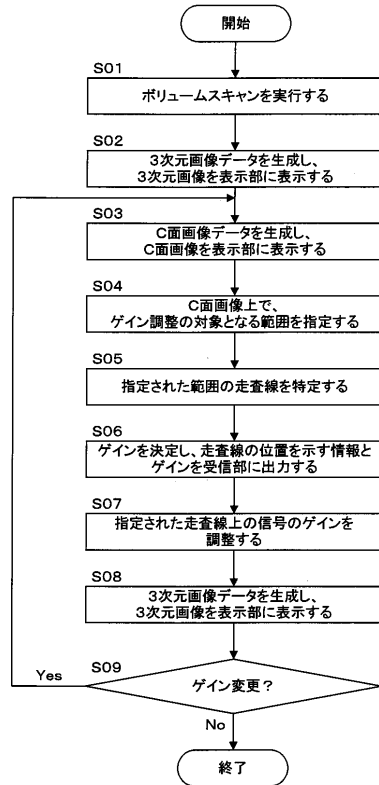 開始
S01
ボリュームスキャンを実行する
S02
3次元画像データを生成し、
3次元画像を表示部に表示する
S03
C面画像データを生成し、
C面画像を表示部に表示する
S04
C面画像上で、
ゲイン調整の対象となる範囲を指定する
S05
指定された範囲の走査線を特定する
S06
ゲインを決定し、走査線の位置を示す情報と
ゲインを受信部に出力する
S07
指定された走査線上の信号のゲインを
調整する
S08
3次元画像データを生成し、
3次元画像を表示部に表示する
S09
Yes
ゲイン変更?
No
終了